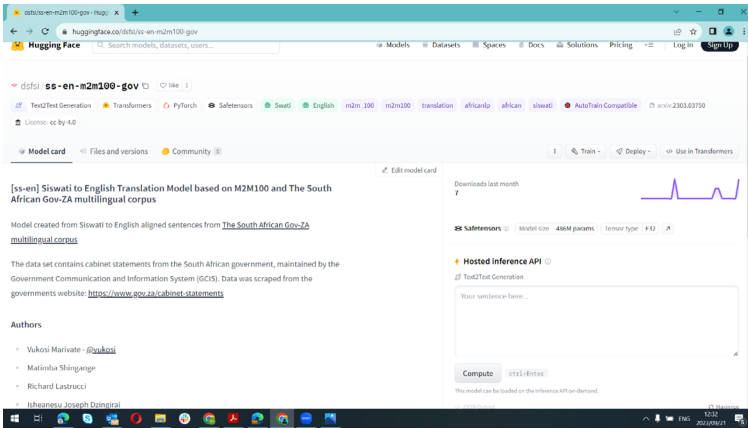 dsfsi/ss-en-m2m100-gov · Hugg
huggingface.co/dsfsi/ss-en-m2m100-gov
Hugging Face
Search models, datasets, users...
Models Datasets Spaces Docs Solutions Pricing Log In Sign Up
dsfsi/ss-en-m2m100-gov like 1
Text2Text Generation Transformers PyTorch Safetensors Swati English m2m_100 m2m100 translation africanlp african siswati AutoTrain Compatible arxiv:2303.03750
License: cc-by-4.0
Model card Files and versions Community 1 Train Deploy Use in Transformers
Edit model card
[ss-en] Siswati to English Translation Model based on M2M100 and The South
African Gov-ZA multilingual corpus
Model created from Siswati to English aligned sentences from The South African Gov-ZA
multilingual corpus
The data set contains cabinet statements from the South African government, maintained by the
Government Communication and Information System (GCIS). Data was scraped from the
governments website: https://www.gov.za/cabinet-statements
Authors
Vukosi Marivate - @vukosi
Matimba Shingange
Richard Lastrucci
Isheanesu Joseph Dzingirai
Downloads last month
7
Safetensors Model size 486M params Tensor type F32
Hosted inference API
Text2Text Generation
Your sentence here...
Compute ctrl+Enter
This model can be loaded on the Inference API on-demand.
JSON Output Maximize
ENG
12:32
2023/09/21